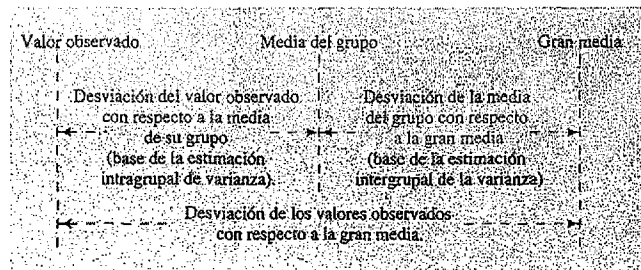 Valor observado Media del grupo Gran media
Desviación del valor observado
con respecto a la media
de su grupo
(base de la estimación
intragrupal de varianza).
Desviación de la media
del grupo con respecto
a la gran media
(base de la estimación
intergrupal de la varianza)
Desviación de los valores observados
con respecto a la gran media.